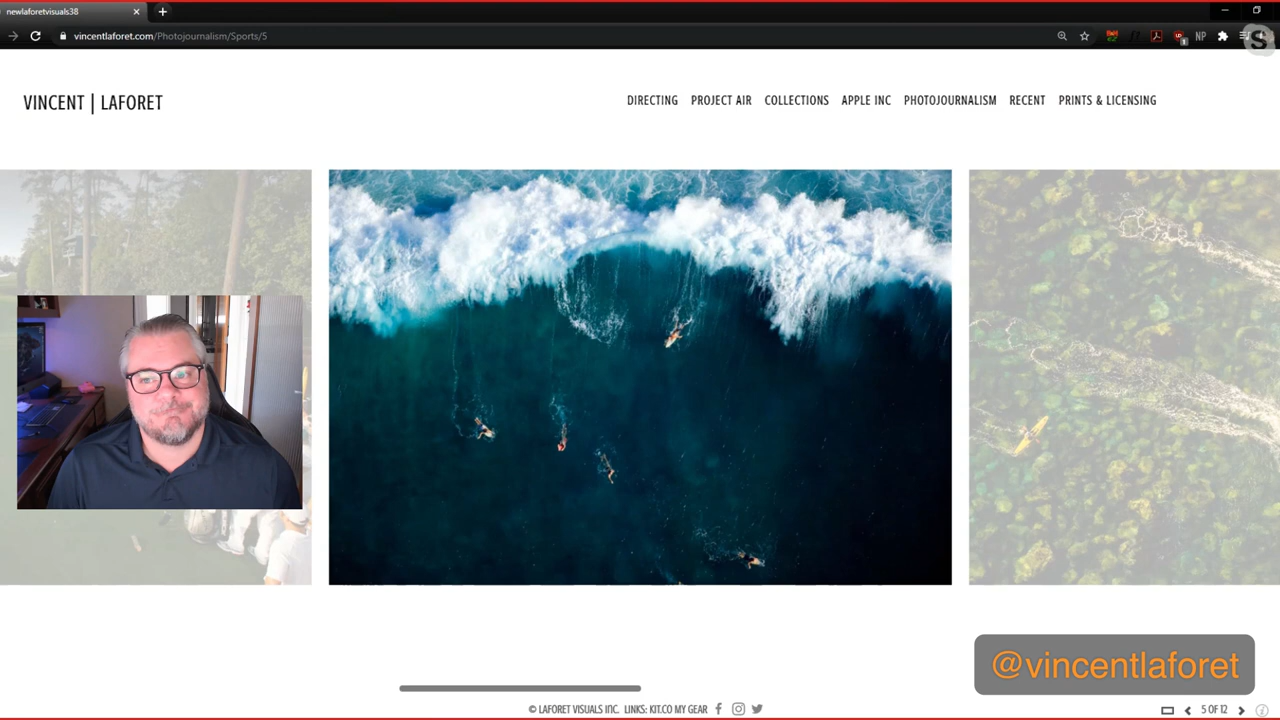 newlaforetvisuals38
vincentlaforet.com/Photojournalism/Sports/5
NP
VINCENT | LAFORET
DIRECTING PROJECT AIR COLLECTIONS APPLE INC PHOTOJOURNALISM RECENT PRINTS & LICENSING
@vincentlaforet
© LAFORET VISUALS INC. LINKS: KIT.CO MY GEAR
5 OF 12